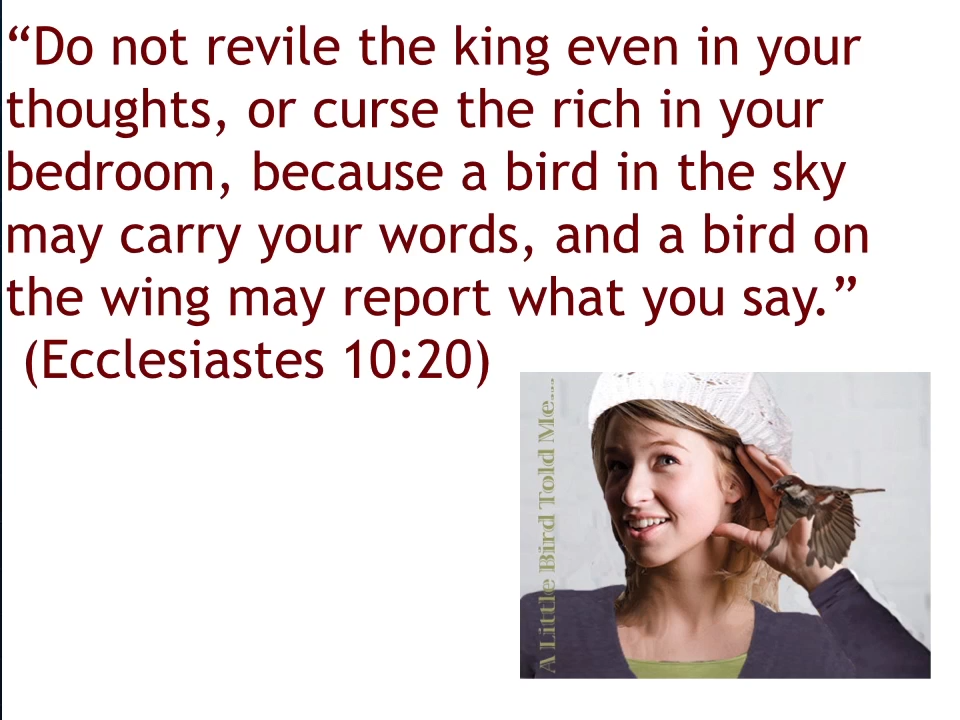 “Do not revile the king even in your
thoughts, or curse the rich in your
bedroom, because a bird in the sky
may carry your words, and a bird on
the wing may report what you say.”
(Ecclesiastes 10:20)
A Little Bird Told Me...